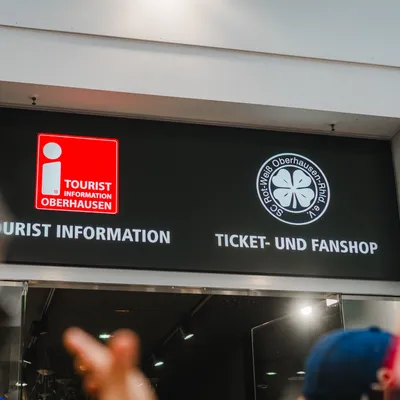 i
TOURIST
INFORMATION
OBERHAUSEN
OURIST INFORMATION
SC Rot-Weiß Oberhausen-Rhld. e.V.
TICKET- UND FANSHOP